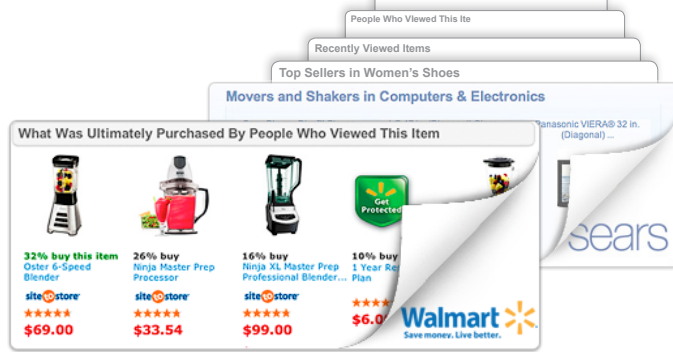 People Who Viewed This Ite
Recently Viewed Items
Top Sellers in Women's Shoes
Movers and Shakers in Computers & Electronics
Panasonic VIERA® 32 in.
(Diagonal) ...
sears
What Was Ultimately Purchased By People Who Viewed This Item
Get
Protected
32% buy this item
Oster 6-Speed
Blender
site to store
$69.00
26% buy
Ninja Master Prep
Processor
site to store
$33.54
16% buy
Ninja XL Master Prep
Professional Blender...
site to store
$99.00
10% buy
1 Year Re
Plan
$6.0
Walmart
Save money. Live better.